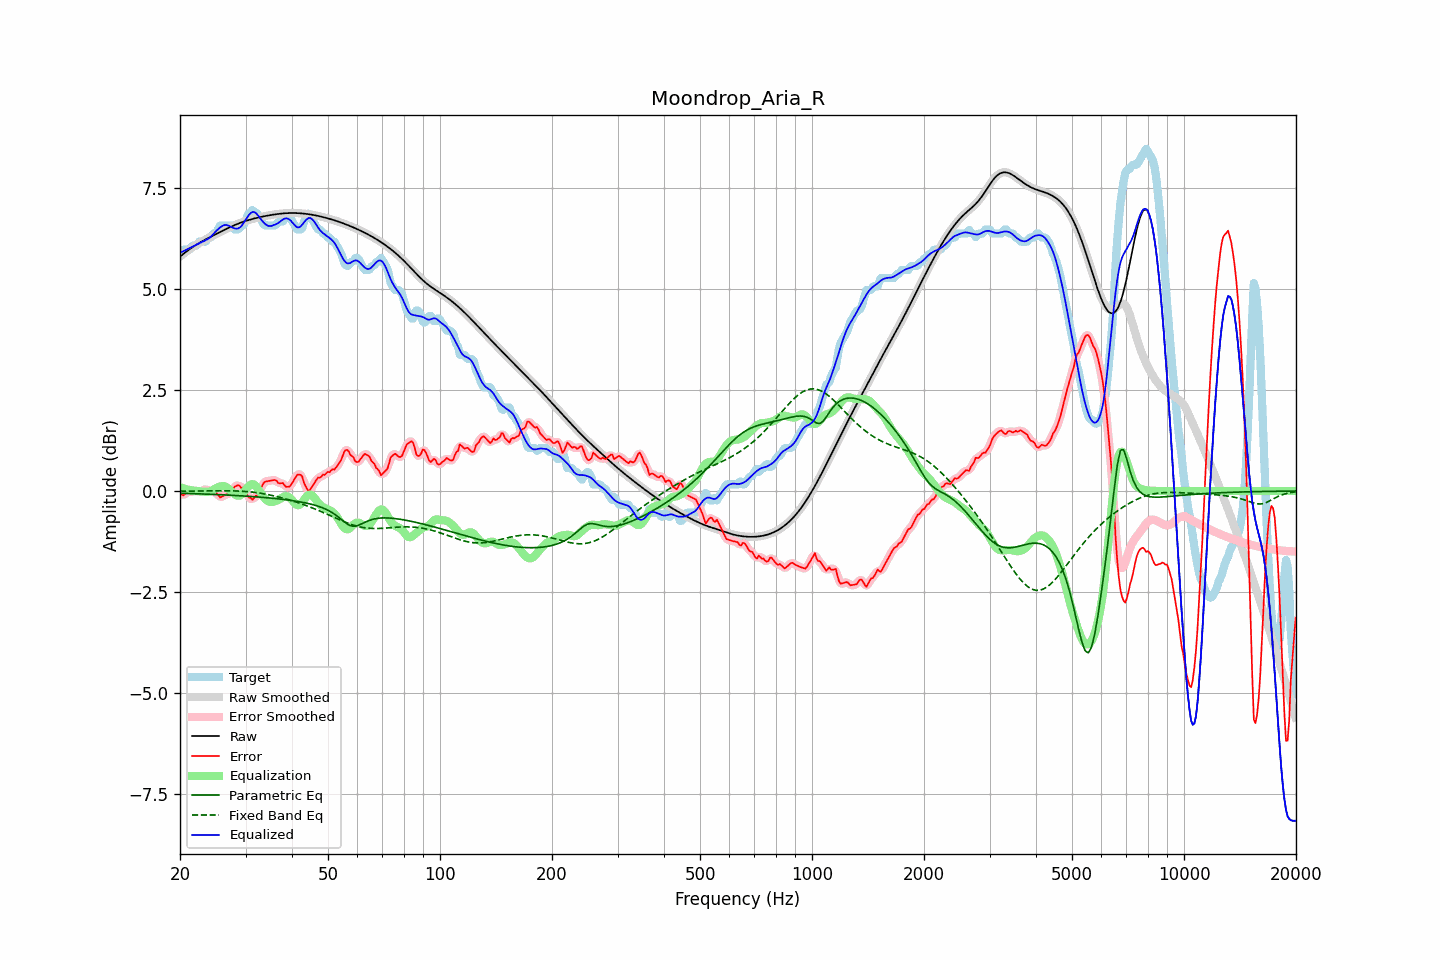 Moondrop_Aria_R
Amplitude (dBr)
7.5
5.0
2.5
0.0
−2.5
−5.0
−7.5
Target
Raw Smoothed
Error Smoothed
Raw
Error
Equalization
Parametric Eq
Fixed Band Eq
Equalized
20 50 100 200 500 1000 2000 5000 10000 20000
Frequency (Hz)